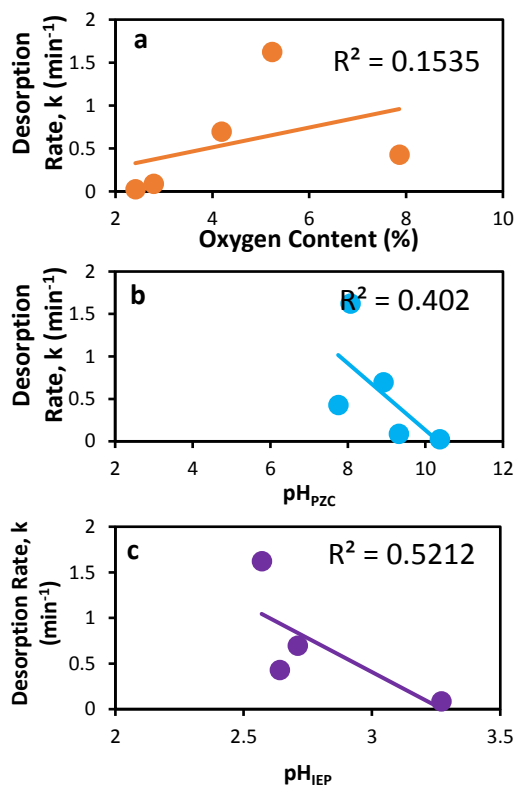 a
R² = 0.1535
Desorption
Rate, k (min⁻¹)
2
1.5
1
0.5
0
2 4 6 8 10
Oxygen Content (%)
b
R² = 0.402
Desorption
Rate, k (min⁻¹)
2
1.5
1
0.5
0
2 4 6 8 10 12
pH_PZC
c
R² = 0.5212
Desorption Rate, k
(min⁻¹)
2
1.5
1
0.5
0
2 2.5 3 3.5
pH_IEP